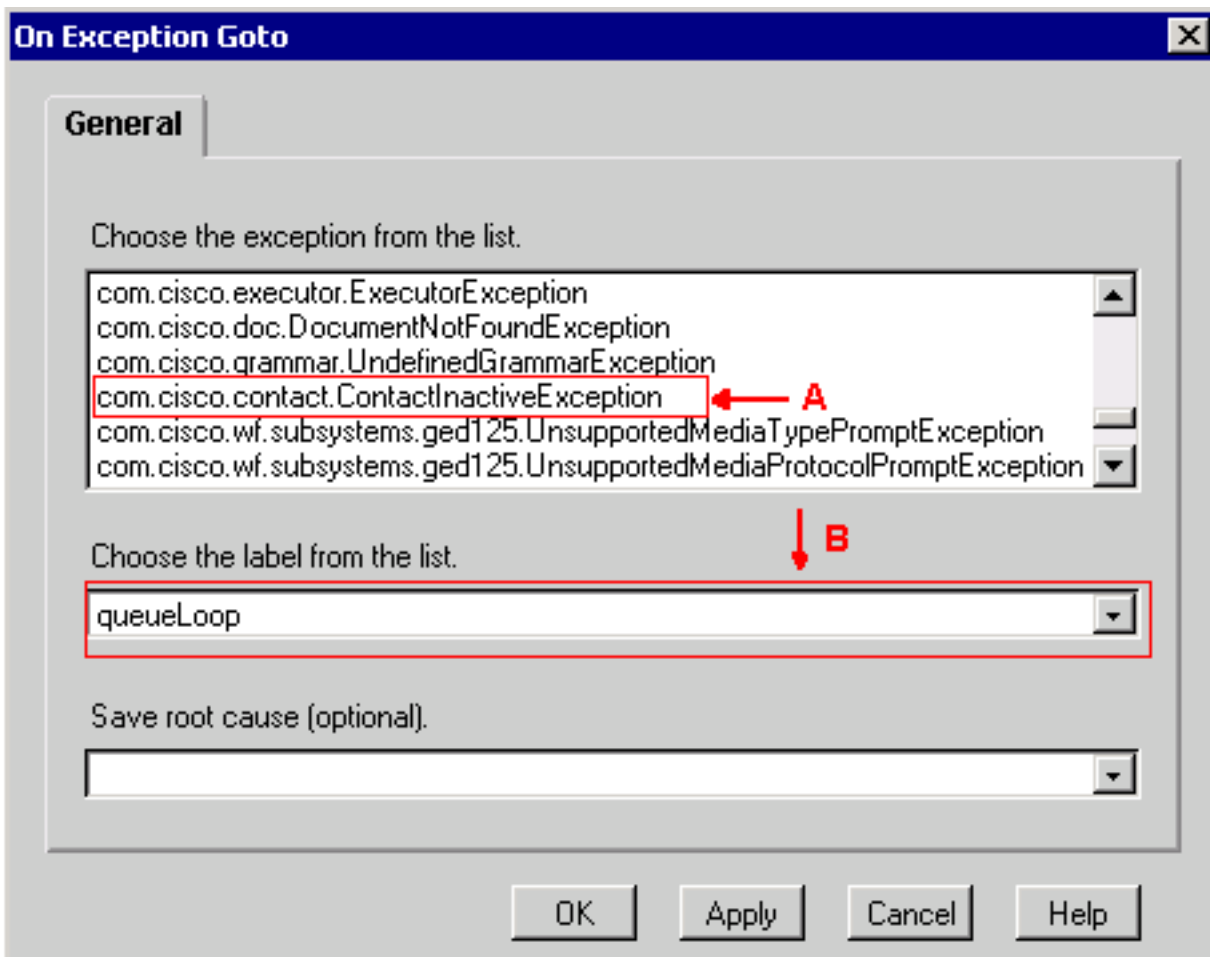 On Exception Goto
General
Choose the exception from the list.
com.cisco.executor.ExecutorException
com.cisco.doc.DocumentNotFoundException
com.cisco.grammar.UndefinedGrammarException
com.cisco.contact.ContactInactiveException
A
com.cisco.wf.subsystems.ged125.UnsupportedMediaTypePromptException
com.cisco.wf.subsystems.ged125.UnsupportedMediaProtocolPromptException
B
Choose the label from the list.
queueLoop
Save root cause (optional).
OK Apply Cancel Help